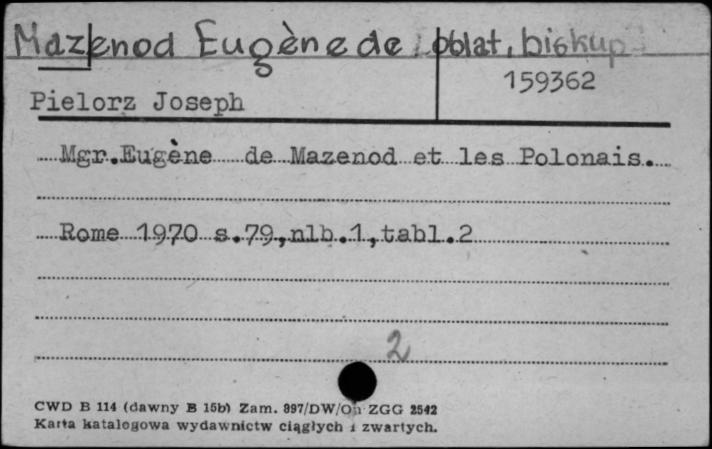 Mazenod Eugène de oblat, biskup
159362
Pielorz Joseph
Mgr.Eugène de Mazenod et les Polonais.
Rome 1970 s.79,nlb.1,tabl.2
2
CWD B 114 (dawny B 15b) Zam. 897/DW/On ZGG 2542
Karta katalogowa wydawnictw ciągłych i zwartych.